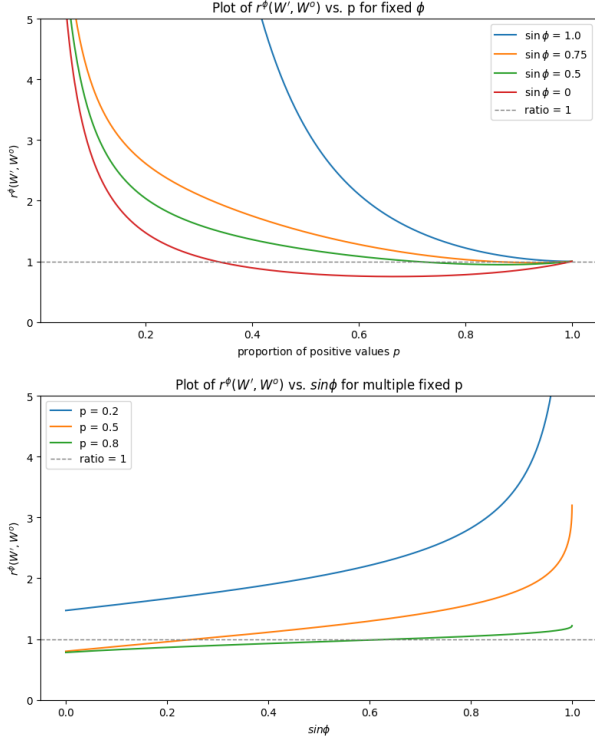 Plot of r^ϕ(W′, W^o) vs. p for fixed ϕ
5
4
3
2
1
0
r^ϕ(W′, W^o)
sin ϕ = 1.0
sin ϕ = 0.75
sin ϕ = 0.5
sin ϕ = 0
ratio = 1
0.2 0.4 0.6 0.8 1.0
proportion of positive values p
Plot of r^ϕ(W′, W^o) vs. sinϕ for multiple fixed p
5
4
3
2
1
0
r^ϕ(W′, W^o)
p = 0.2
p = 0.5
p = 0.8
ratio = 1
0.0 0.2 0.4 0.6 0.8 1.0
sinϕ